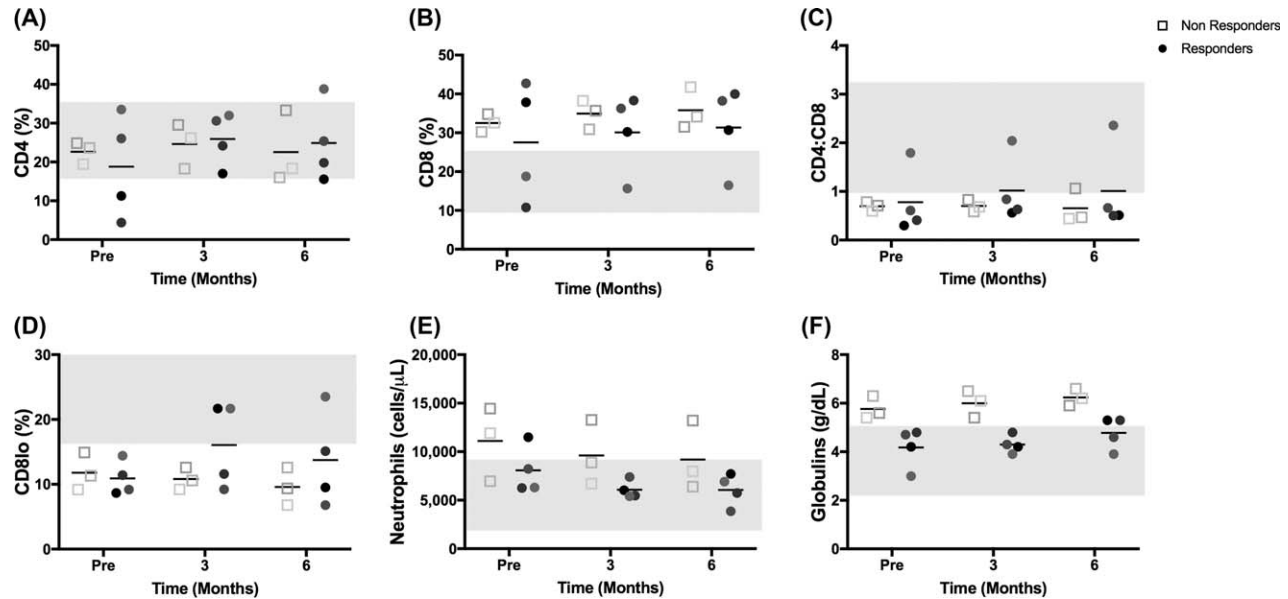 (A)
CD4 (%)
50
40
30
20
10
0
Pre 3 6
Time (Months)
(B)
CD8 (%)
50
40
30
20
10
0
Pre 3 6
Time (Months)
(C)
CD4:CD8
4
3
2
1
0
Pre 3 6
Time (Months)
Non Responders
Responders
(D)
CD8lo (%)
30
20
10
0
Pre 3 6
Time (Months)
(E)
Neutrophils (cells/μL)
20,000
15,000
10,000
5,000
0
Pre 3 6
Time (Months)
(F)
Globulins (g/dL)
8
6
4
2
0
Pre 3 6
Time (Months)